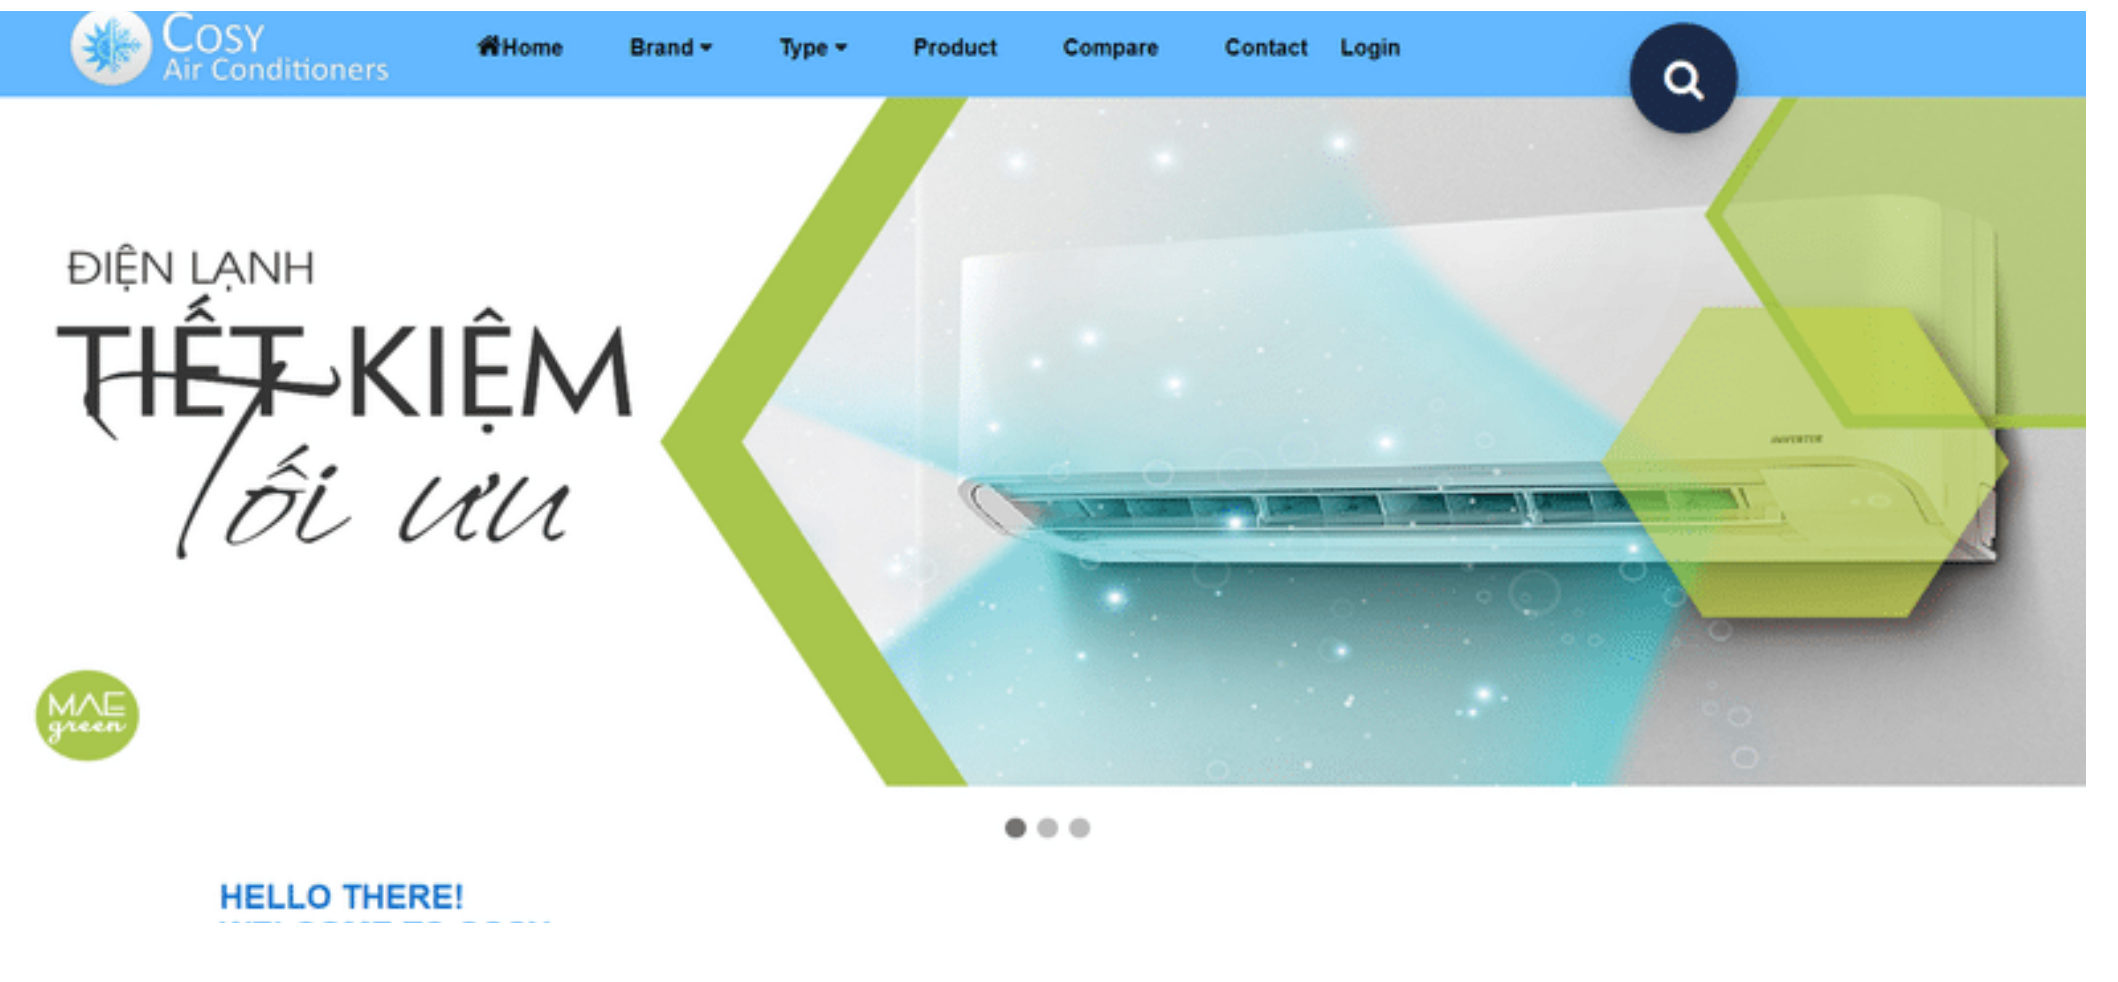 COSY
Air Conditioners
Home
Brand
Type
Product
Compare
Contact
Login
ĐIỆN LẠNH
TIẾT KIỆM
Tối ưu
INVERTER
MAE
green
HELLO THERE!